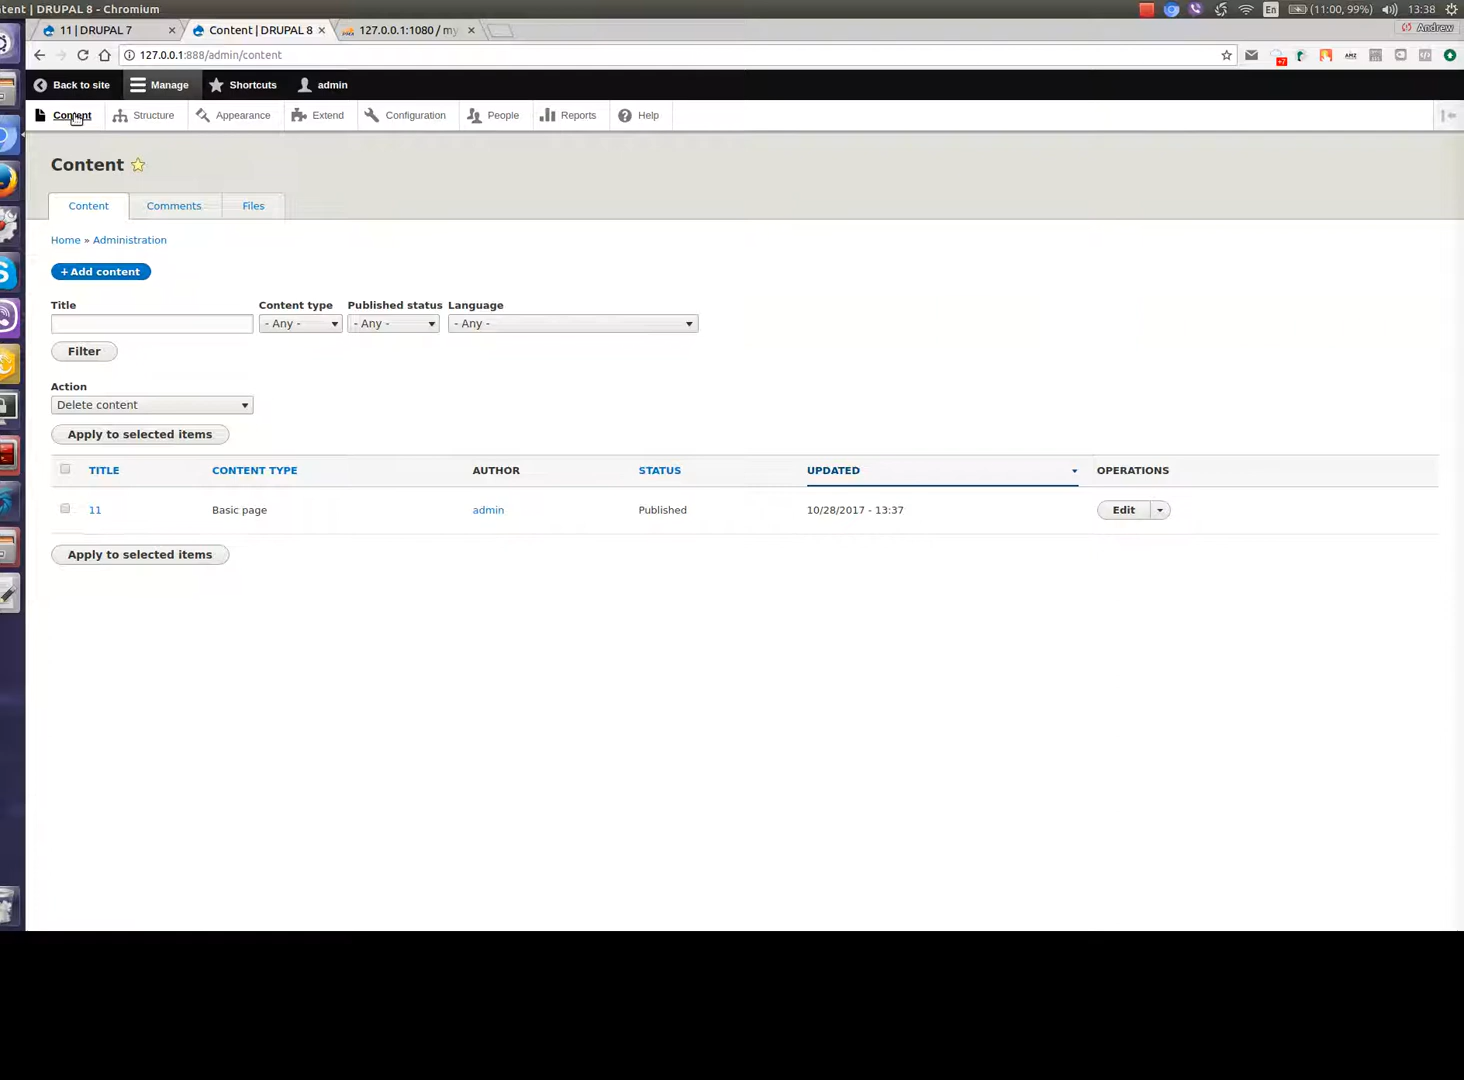 ntent | DRUPAL 8 - Chromium
En (11:00, 99%) 13:38
11 | DRUPAL 7 Content | DRUPAL 8 127.0.0.1:1080 / my Andrew
127.0.0.1:888/admin/content
+7 AMZ
Back to site Manage Shortcuts admin
Content Structure Appearance Extend Configuration People Reports Help
Content
Content Comments Files
Home » Administration
+ Add content
Title Content type Published status Language
- Any - - Any - - Any -
Filter
Action
Delete content
Apply to selected items
TITLE CONTENT TYPE AUTHOR STATUS UPDATED OPERATIONS
11 Basic page admin Published 10/28/2017 - 13:37 Edit
Apply to selected items